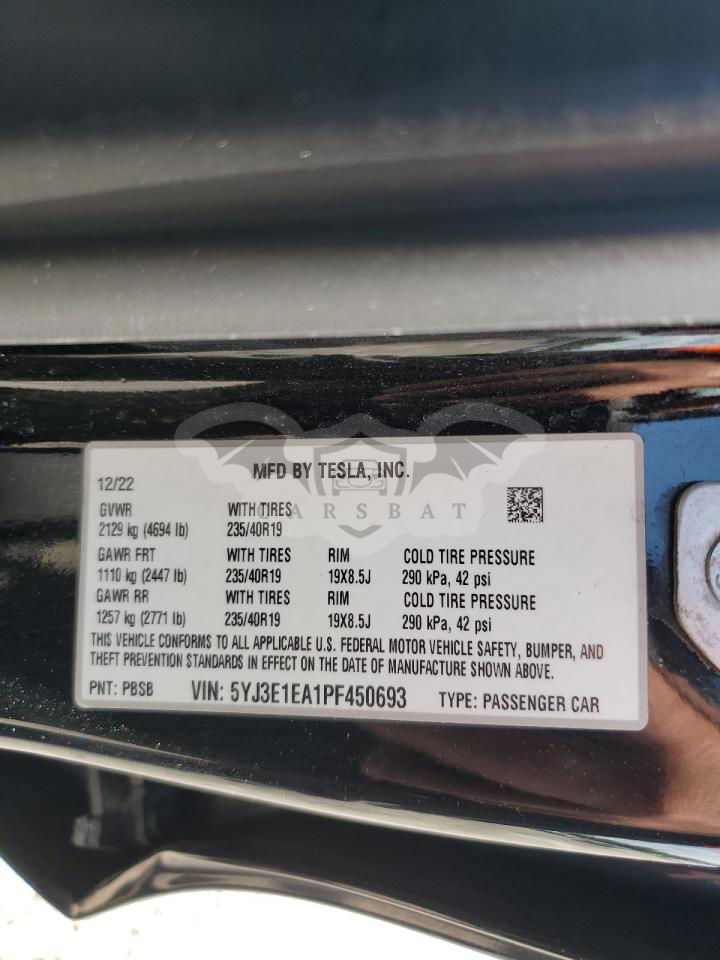 MFD BY TESLA, INC.
12/22
GVWR WITH TIRES
2129 kg (4694 lb) 235/40R19
CARSBAT
GAWR FRT WITH TIRES RIM COLD TIRE PRESSURE
1110 kg (2447 lb) 235/40R19 19X8.5J 290 kPa, 42 psi
GAWR RR WITH TIRES RIM COLD TIRE PRESSURE
1257 kg (2771 lb) 235/40R19 19X8.5J 290 kPa, 42 psi
THIS VEHICLE CONFORMS TO ALL APPLICABLE U.S. FEDERAL MOTOR VEHICLE SAFETY, BUMPER, AND
THEFT PREVENTION STANDARDS IN EFFECT ON THE DATE OF MANUFACTURE SHOWN ABOVE.
PNT: PBSB VIN: 5YJ3E1EA1PF450693 TYPE: PASSENGER CAR